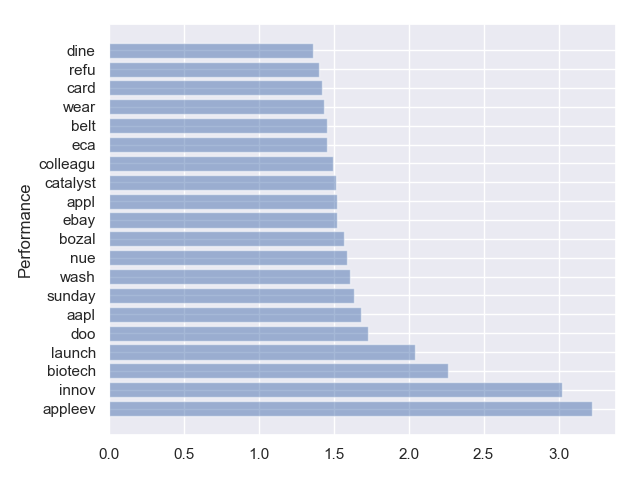 dine
refu
card
wear
belt
eca
colleagu
catalyst
appl
ebay
bozal
nue
wash
sunday
aapl
doo
launch
biotech
innov
appleev
Performance
0.0 0.5 1.0 1.5 2.0 2.5 3.0